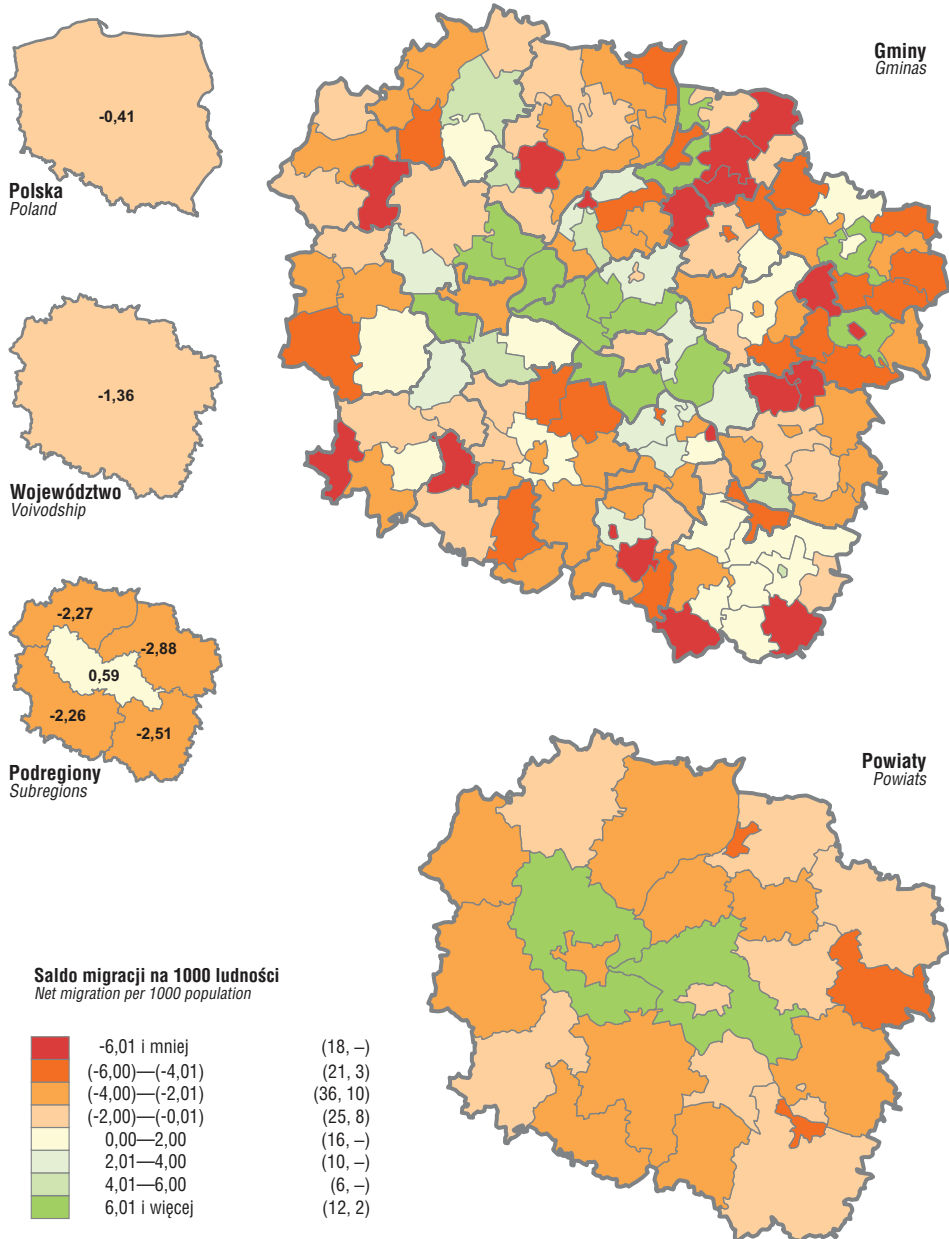 -0,41
Polska
Poland
Gminy
Gminas
-1,36
Województwo
Voivodship
-2,27
-2,88
0,59
-2,26
-2,51
Podregiony
Subregions
Powiaty
Powiats
Saldo migracji na 1000 ludności
Net migration per 1000 population
-6,01 i mniej (18, –)
(-6,00)—(-4,01) (21, 3)
(-4,00)—(-2,01) (36, 10)
(-2,00)—(-0,01) (25, 8)
0,00—2,00 (16, –)
2,01—4,00 (10, –)
4,01—6,00 (6, –)
6,01 i więcej (12, 2)